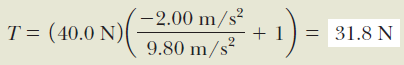 T = (40.0 N)(-2.00 m/s² / 9.80 m/s² + 1) = 31.8 N